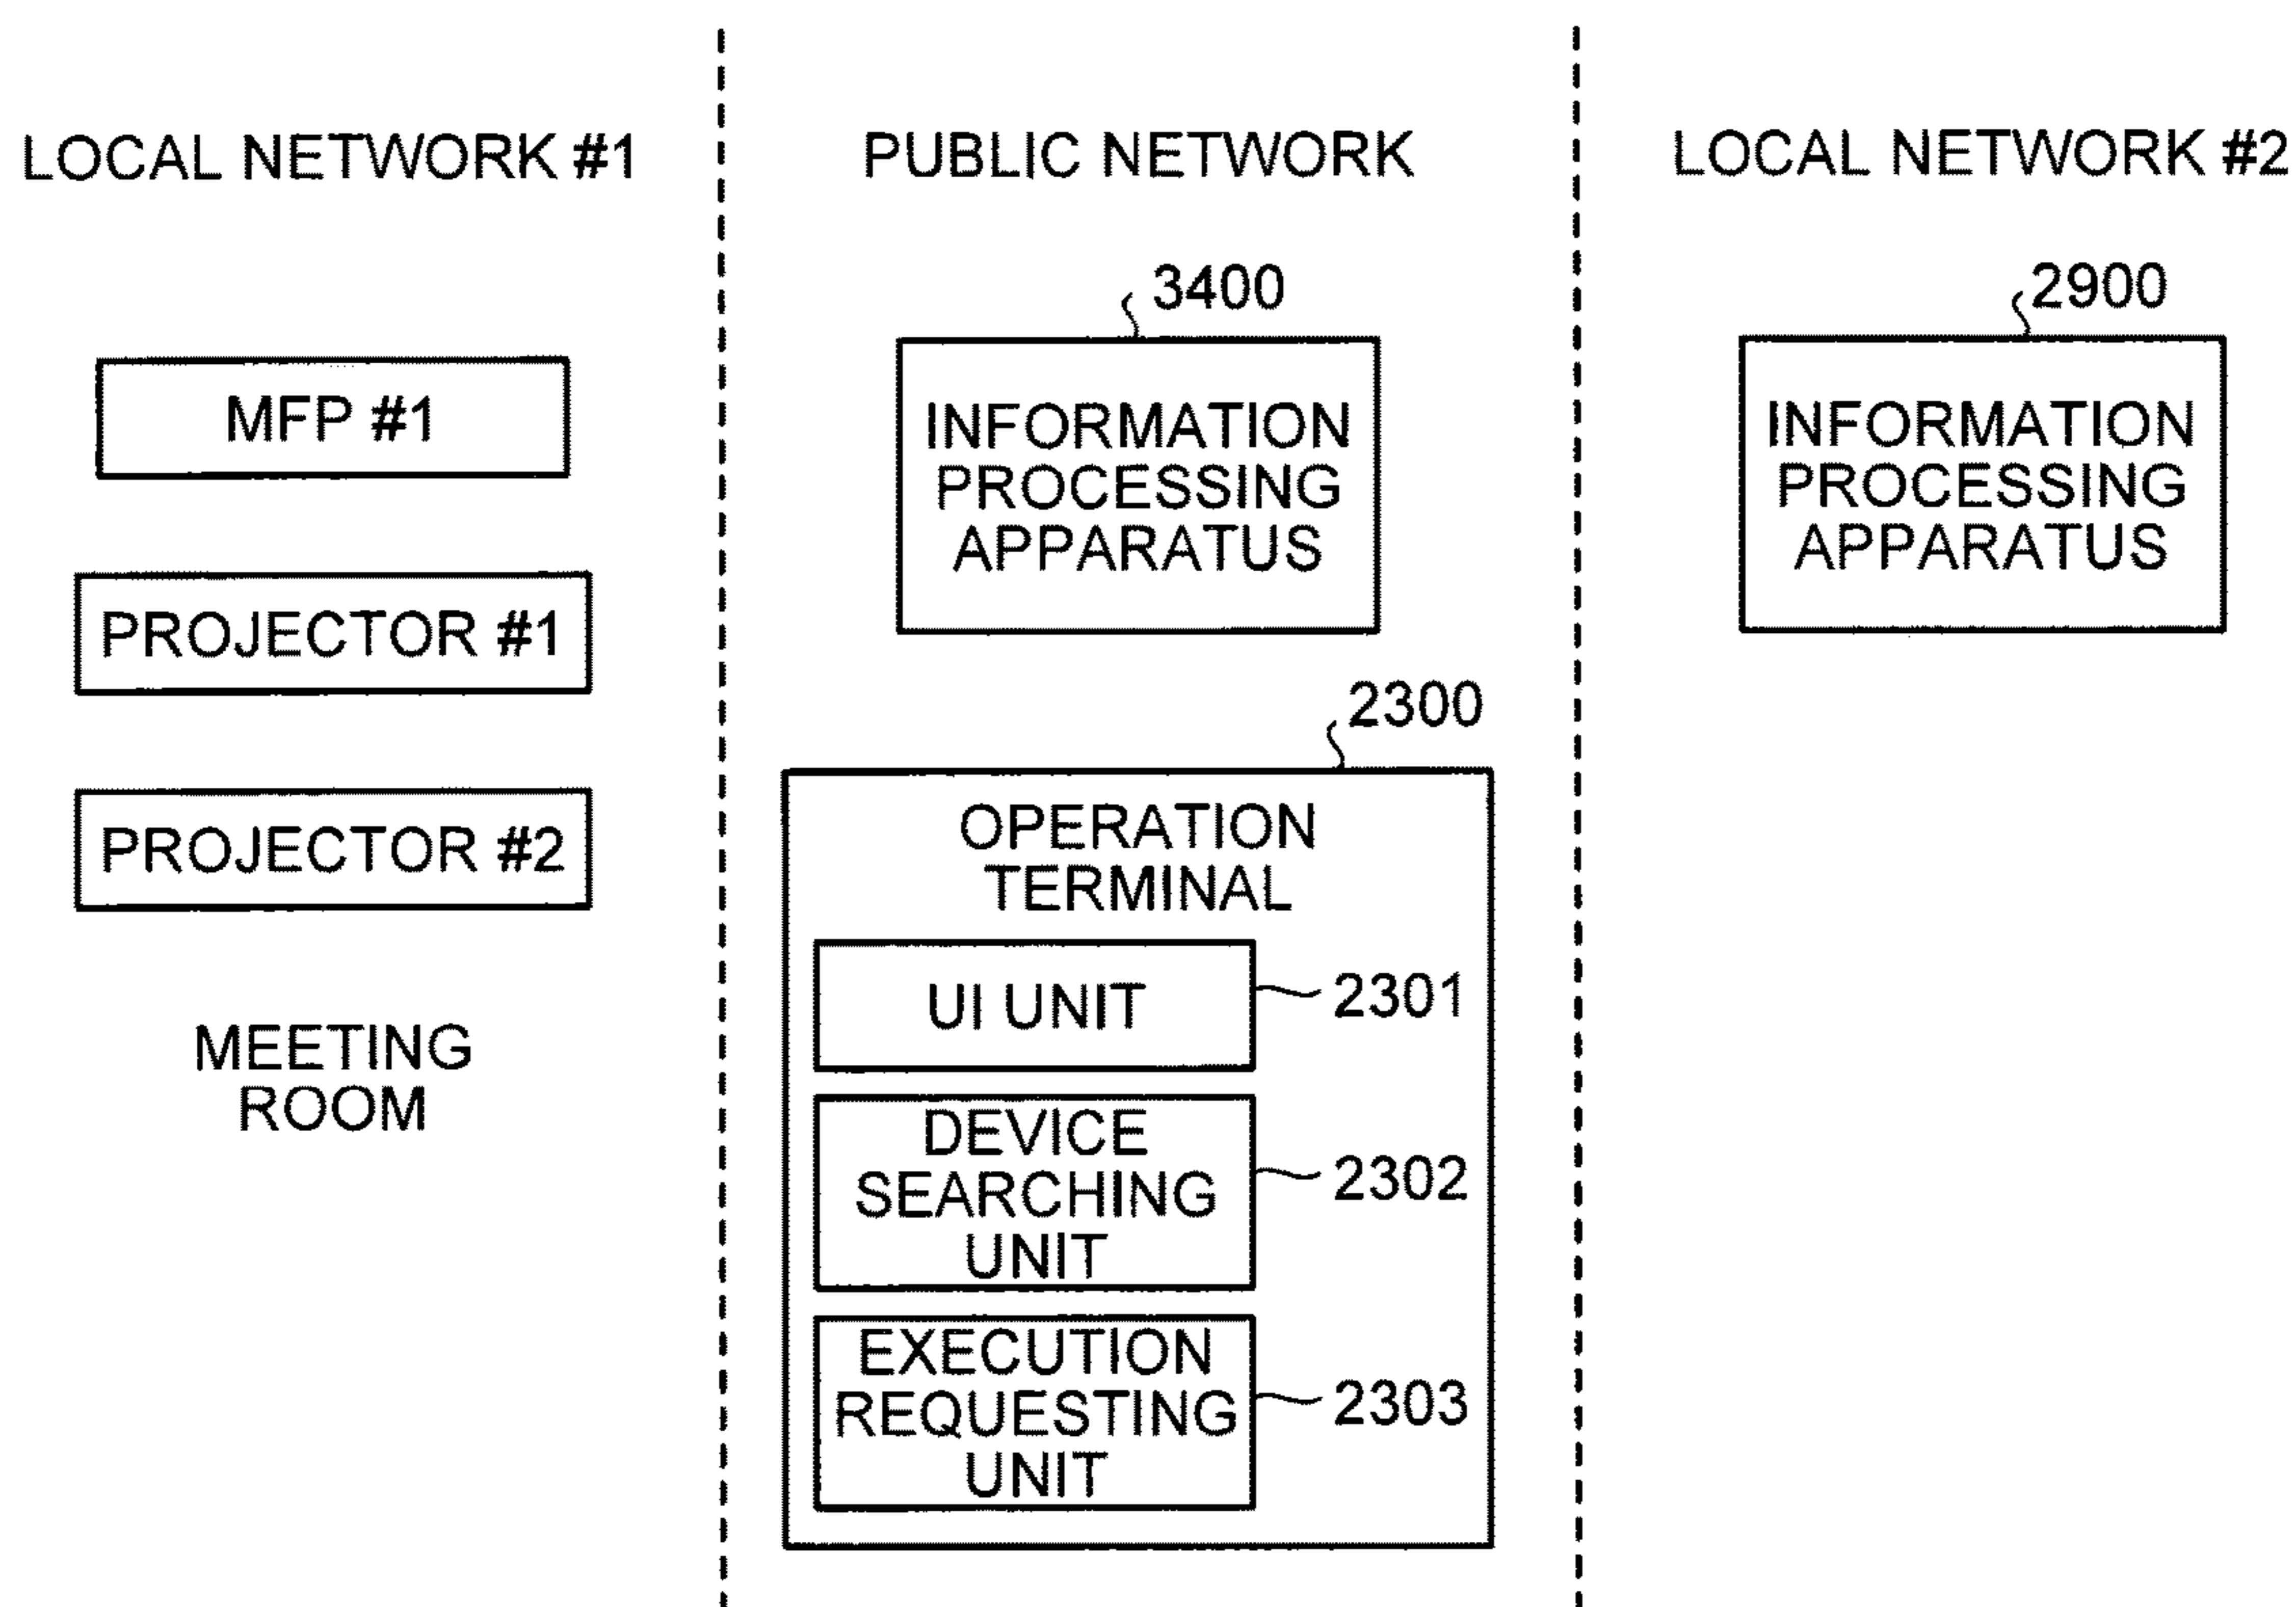 LOCAL NETWORK #1
MFP #1
PROJECTOR #1
PROJECTOR #2
MEETING
ROOM
PUBLIC NETWORK
3400
INFORMATION
PROCESSING
APPARATUS
2300
OPERATION
TERMINAL
UI UNIT
2301
DEVICE
SEARCHING
UNIT
2302
EXECUTION
REQUESTING
UNIT
2303
LOCAL NETWORK #2
2900
INFORMATION
PROCESSING
APPARATUS